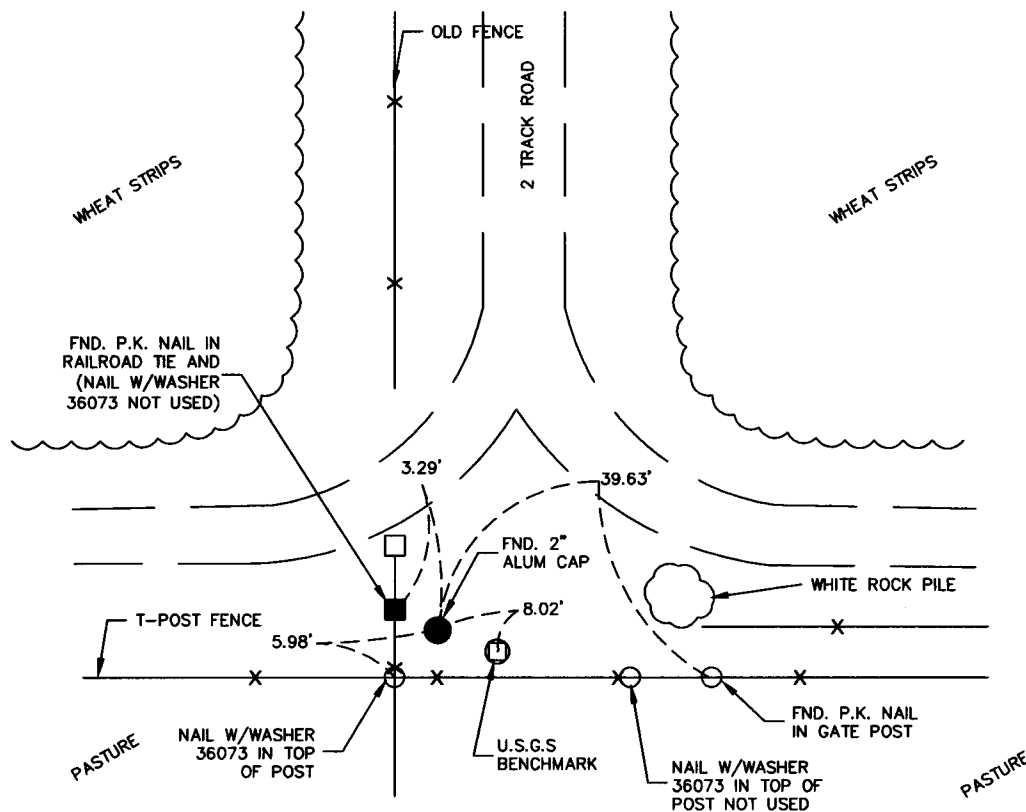 OLD FENCE
2 TRACK ROAD
WHEAT STRIPS
WHEAT STRIPS
FND. P.K. NAIL IN
RAILROAD TIE AND
(NAIL W/WASHER
36073 NOT USED)
3.29'
39.63'
FND. 2"
ALUM CAP
WHITE ROCK PILE
T-POST FENCE
8.02'
5.98'
NAIL W/WASHER
36073 IN TOP
OF POST
U.S.G.S
BENCHMARK
NAIL W/WASHER
36073 IN TOP OF
POST NOT USED
FND. P.K. NAIL
IN GATE POST
PASTURE
PASTURE